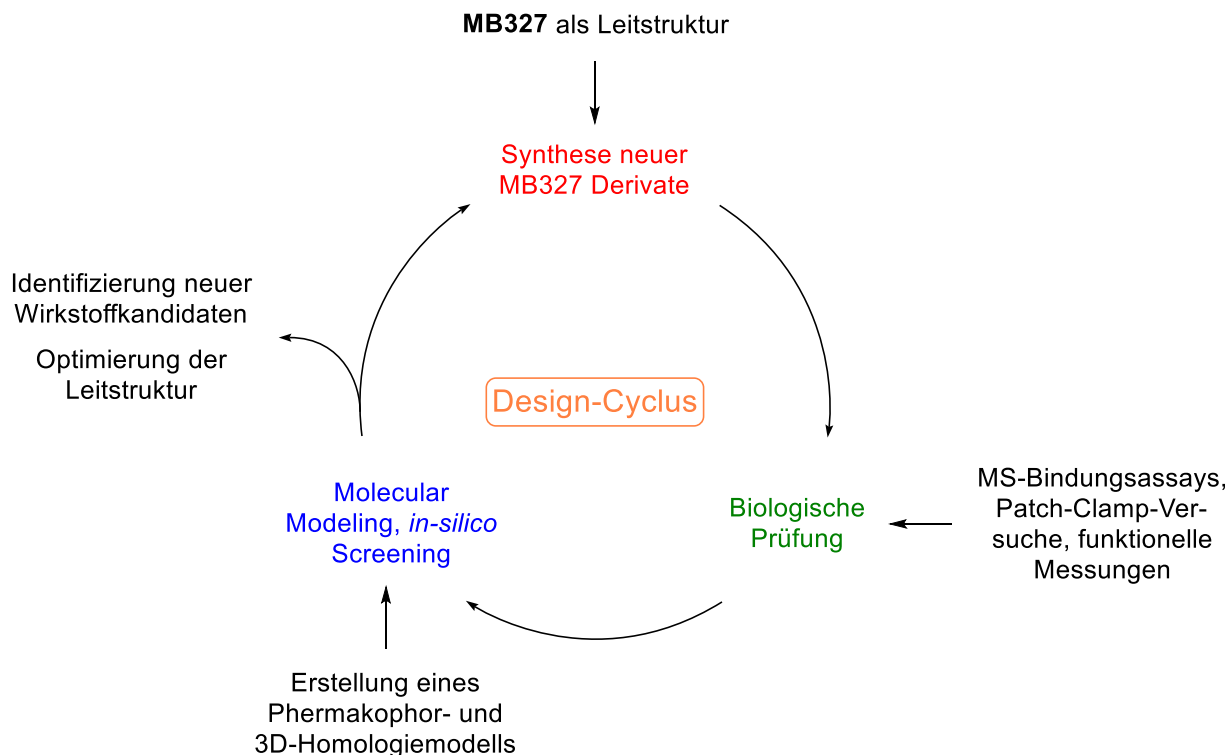 MB327 als Leitstruktur
Synthese neuer
MB327 Derivate
Identifizierung neuer
Wirkstoffkandidaten
Optimierung der
Leitstruktur
Design-Cyclus
Molecular
Modeling, in-silico
Screening
Biologische
Prüfung
MS-Bindungsassays,
Patch-Clamp-Ver-
suche, funktionelle
Messungen
Erstellung eines
Phermakophor- und
3D-Homologiemodells